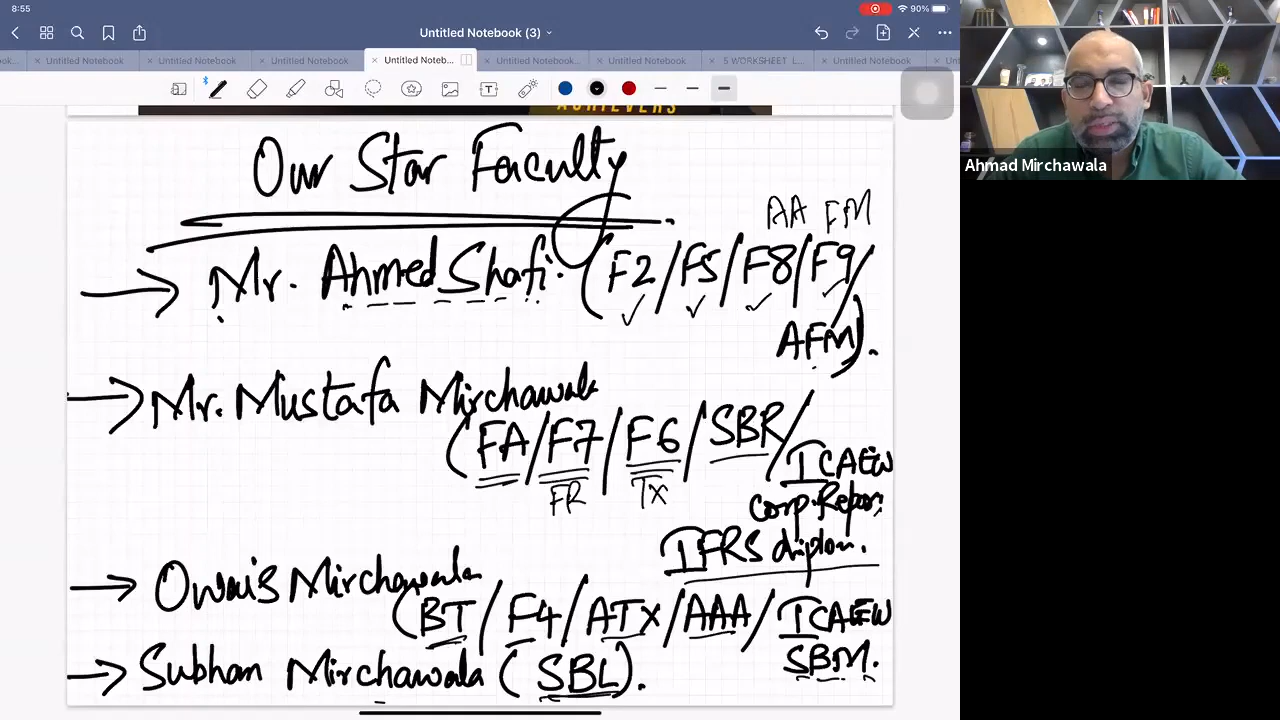 8:55
90%
Untitled Notebook (3)
Untitled Notebook
Untitled Notebook
Untitled Notebook
Untitled Noteb...
Untitled Notebook
Untitled Notebook
5 WORKSHEET L...
Untitled Notebook
ACHIEVERS
Ahmad Mirchawala
Our Star Faculty
AA FM
Mr. Ahmed Shafi. (F2/F5/F8/F9/
AFM).
Mr. Mustafa Mirchawala
(FA/F7/F6/SBR/
FR TX
ICAEW
Corp. Repor.
IFRS diplom.
Owais Mirchawala
(BT/F4/ATX/AAA/ICAEW
SBM.
Subhan Mirchawala (SBL).